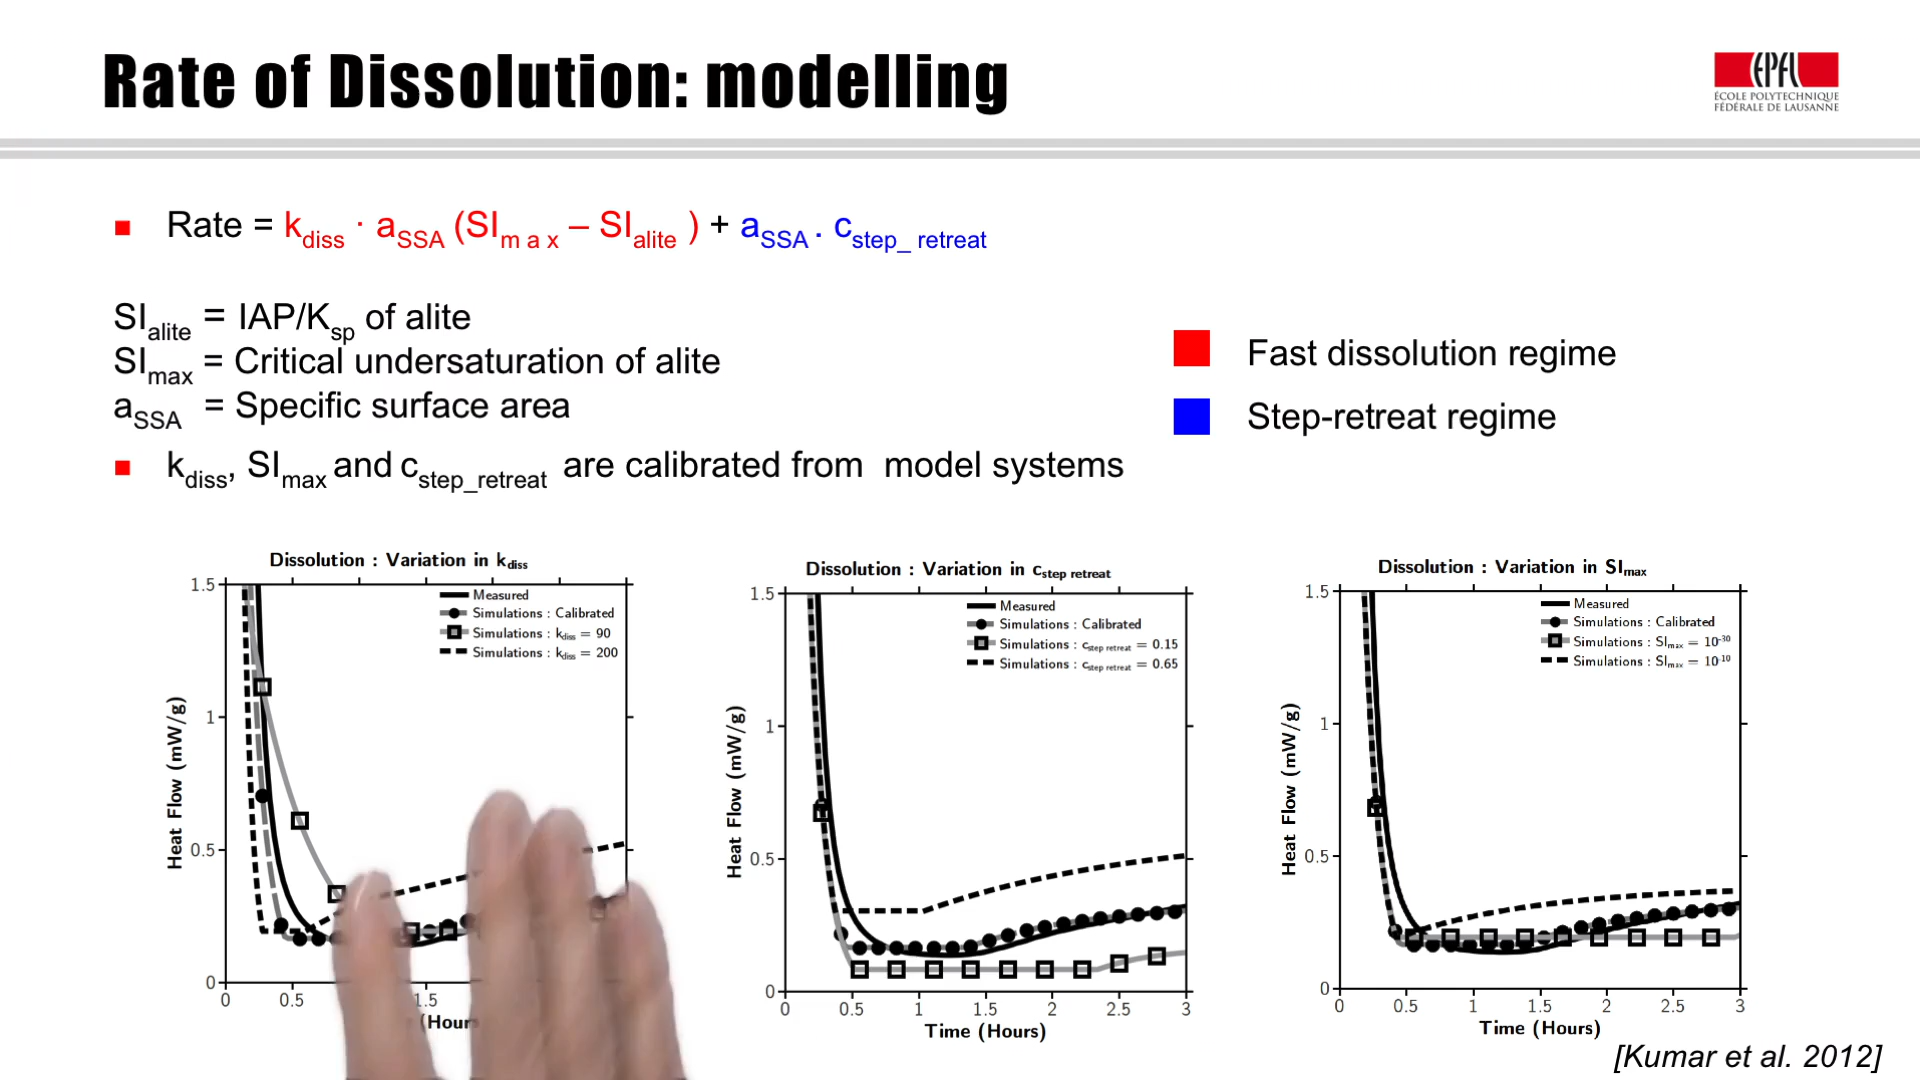 Rate of Dissolution: modelling
EPFL
ÉCOLE POLYTECHNIQUE
FÉDÉRALE DE LAUSANNE
Rate = kdiss · aSSA (SIm a x – SIalite ) + aSSA . cstep_ retreat
SIalite = IAP/Ksp of alite
SImax = Critical undersaturation of alite
aSSA = Specific surface area
Fast dissolution regime
Step-retreat regime
kdiss, SImax and cstep_retreat are calibrated from model systems
Dissolution : Variation in kdiss
Measured
Simulations : Calibrated
Simulations : kdiss = 90
Simulations : kdiss = 200
Heat Flow (mW/g)
1.5
1
0.5
0
0 0.5 1.5
(Hour
Dissolution : Variation in cstep retreat
Measured
Simulations : Calibrated
Simulations : cstep retreat = 0.15
Simulations : cstep retreat = 0.65
Heat Flow (mW/g)
1.5
1
0.5
0
0 0.5 1 1.5 2 2.5 3
Time (Hours)
Dissolution : Variation in SImax
Measured
Simulations : Calibrated
Simulations : SImax = 10-30
Simulations : SImax = 10-10
Heat Flow (mW/g)
1.5
1
0.5
0
0 0.5 1 1.5 2 2.5 3
Time (Hours)
[Kumar et al. 2012]